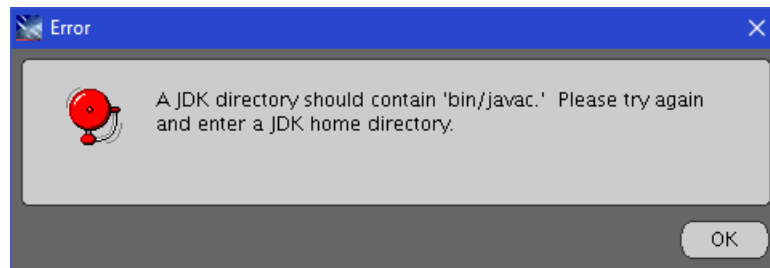 Error
A JDK directory should contain 'bin/javac.'  Please try again
and enter a JDK home directory.
OK